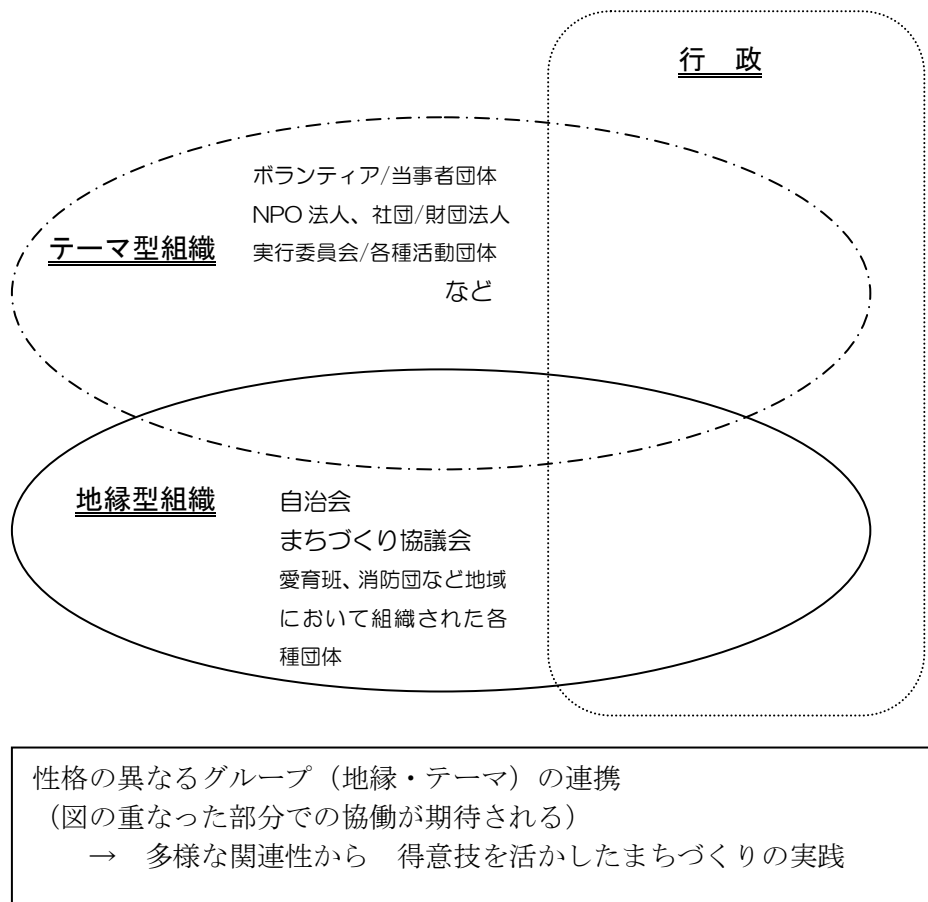 行　政
ボランティア/当事者団体
NPO 法人、社団/財団法人
テーマ型組織
実行委員会/各種活動団体
など
地縁型組織
自治会
まちづくり協議会
愛育班、消防団など地域
において組織された各
種団体
性格の異なるグループ（地縁・テーマ）の連携
（図の重なった部分での協働が期待される）
→　多様な関連性から　得意技を活かしたまちづくりの実践